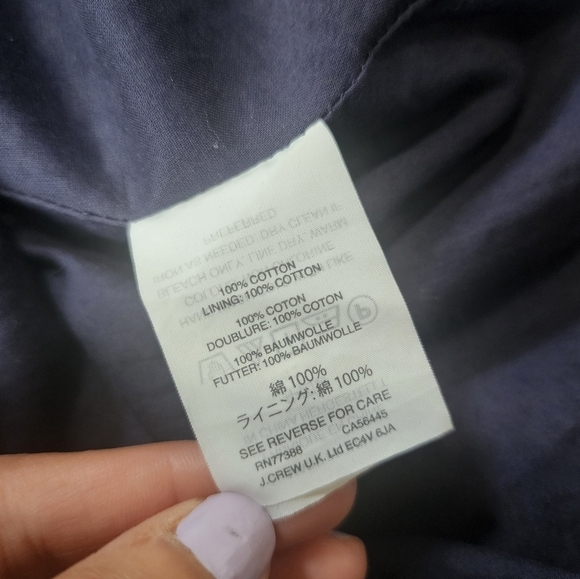 100% COTTON
LINING: 100% COTTON
100% COTON
DOUBLURE: 100% COTON
100% BAUMWOLLE
FUTTER: 100% BAUMWOLLE
綿 100%
ライニング: 綿 100%
SEE REVERSE FOR CARE
RN77388 CA56445
J.CREW U.K. Ltd EC4V 6JA